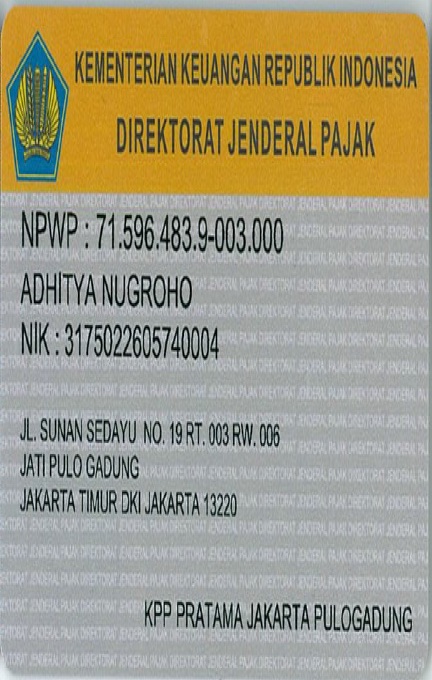 KEMENTERIAN KEUANGAN REPUBLIK INDONESIA
DIREKTORAT JENDERAL PAJAK
NPWP : 71.596.483.9-003.000
ADHITYA NUGROHO
NIK : 3175022605740004
JL. SUNAN SEDAYU NO. 19 RT. 003 RW. 006
JATI PULO GADUNG
JAKARTA TIMUR DKI JAKARTA 13220
KPP PRATAMA JAKARTA PULOGADUNG